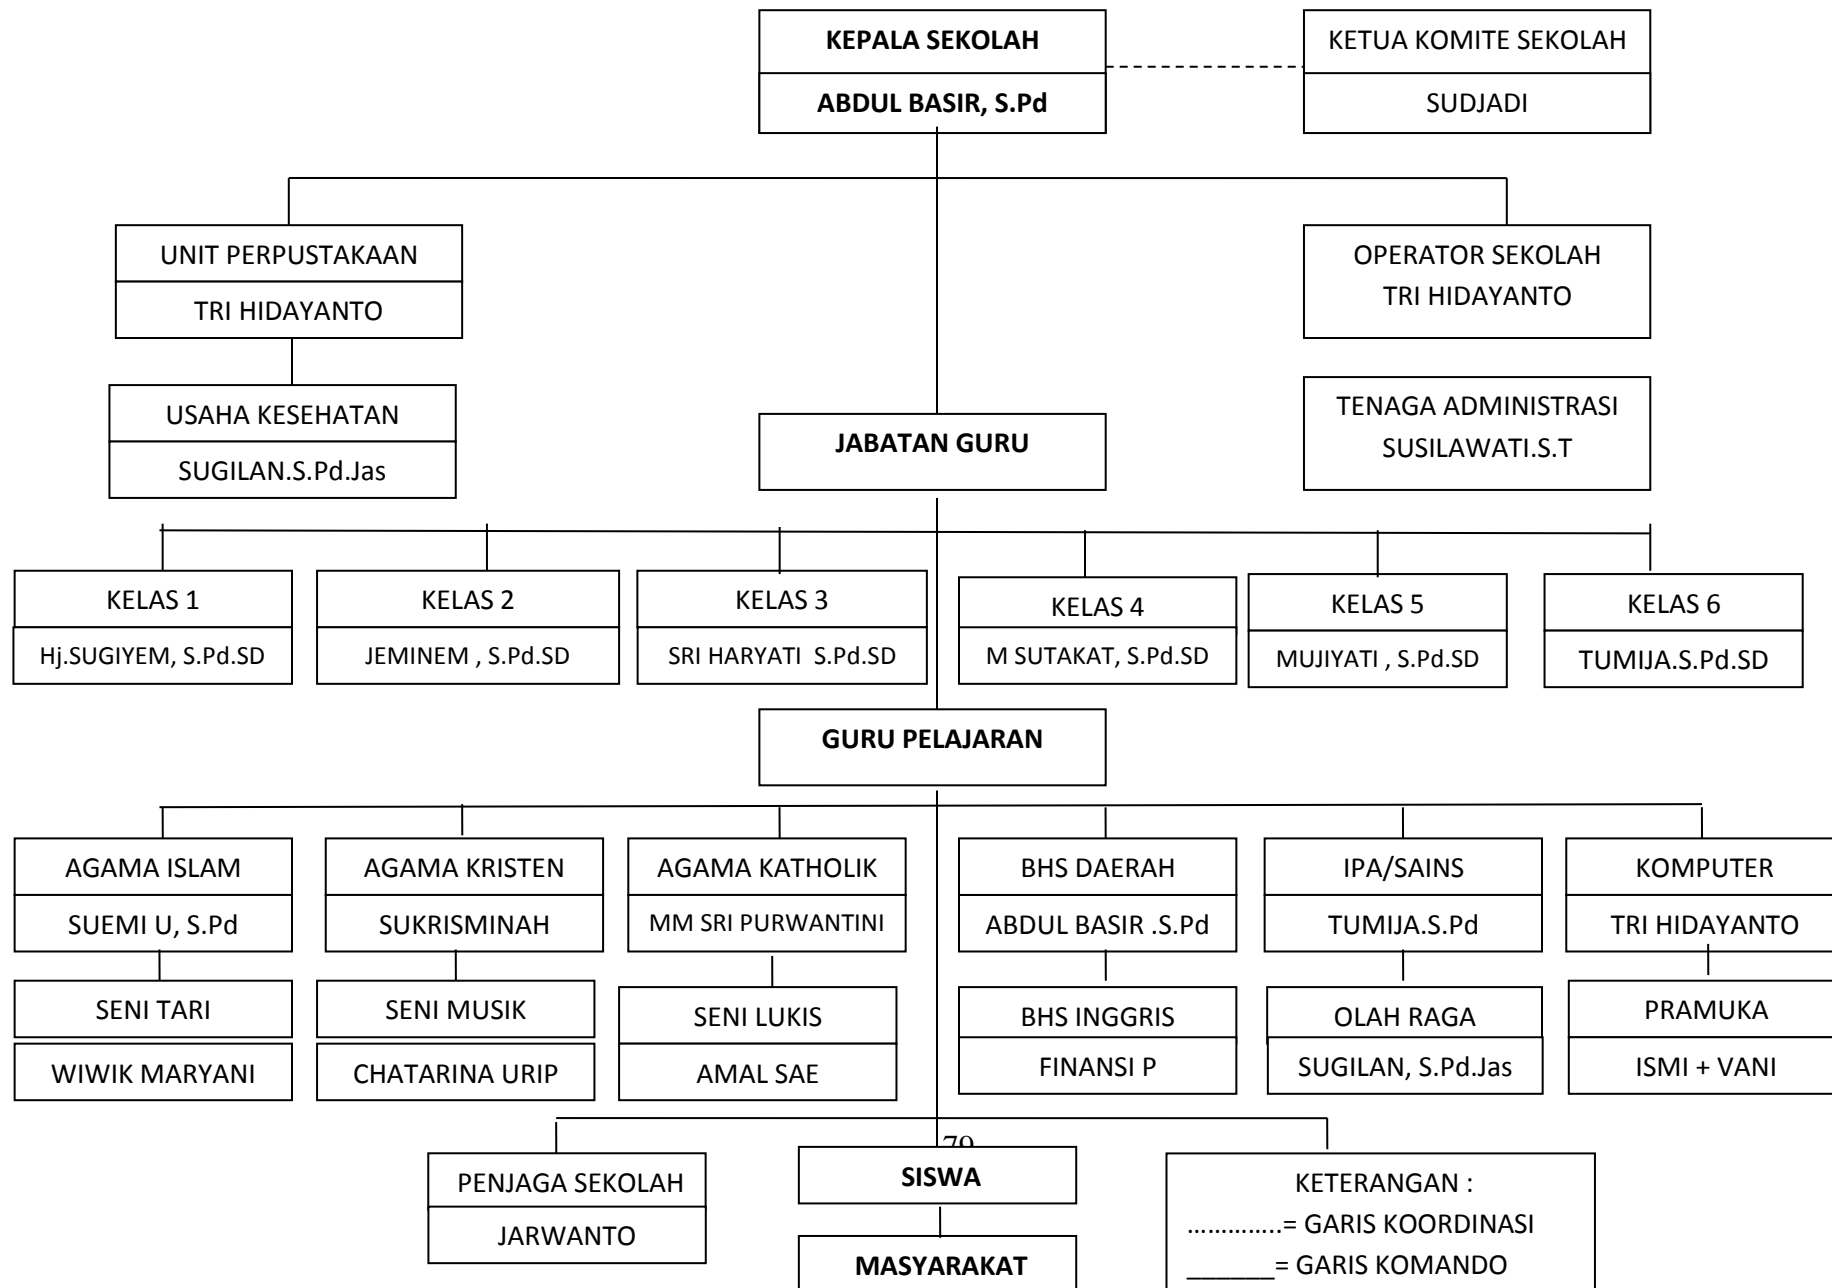 KEPALA SEKOLAH
ABDUL BASIR, S.Pd
KETUA KOMITE SEKOLAH
SUDJADI
UNIT PERPUSTAKAAN
TRI HIDAYANTO
OPERATOR SEKOLAH
TRI HIDAYANTO
USAHA KESEHATAN
SUGILAN.S.Pd.Jas
JABATAN GURU
TENAGA ADMINISTRASI
SUSILAWATI.S.T
KELAS 1
Hj.SUGIYEM, S.Pd.SD
KELAS 2
JEMINEM , S.Pd.SD
KELAS 3
SRI HARYATI  S.Pd.SD
KELAS 4
M SUTAKAT, S.Pd.SD
KELAS 5
MUJIYATI , S.Pd.SD
KELAS 6
TUMIJA.S.Pd.SD
GURU PELAJARAN
AGAMA ISLAM
SUEMI U, S.Pd
AGAMA KRISTEN
SUKRISMINAH
AGAMA KATHOLIK
MM SRI PURWANTINI
BHS DAERAH
ABDUL BASIR .S.Pd
IPA/SAINS
TUMIJA.S.Pd
KOMPUTER
TRI HIDAYANTO
SENI TARI
WIWIK MARYANI
SENI MUSIK
CHATARINA URIP
SENI LUKIS
AMAL SAE
BHS INGGRIS
FINANSI P
OLAH RAGA
SUGILAN, S.Pd.Jas
PRAMUKA
ISMI + VANI
79
PENJAGA SEKOLAH
JARWANTO
SISWA
MASYARAKAT
KETERANGAN :
.............= GARIS KOORDINASI
_______= GARIS KOMANDO